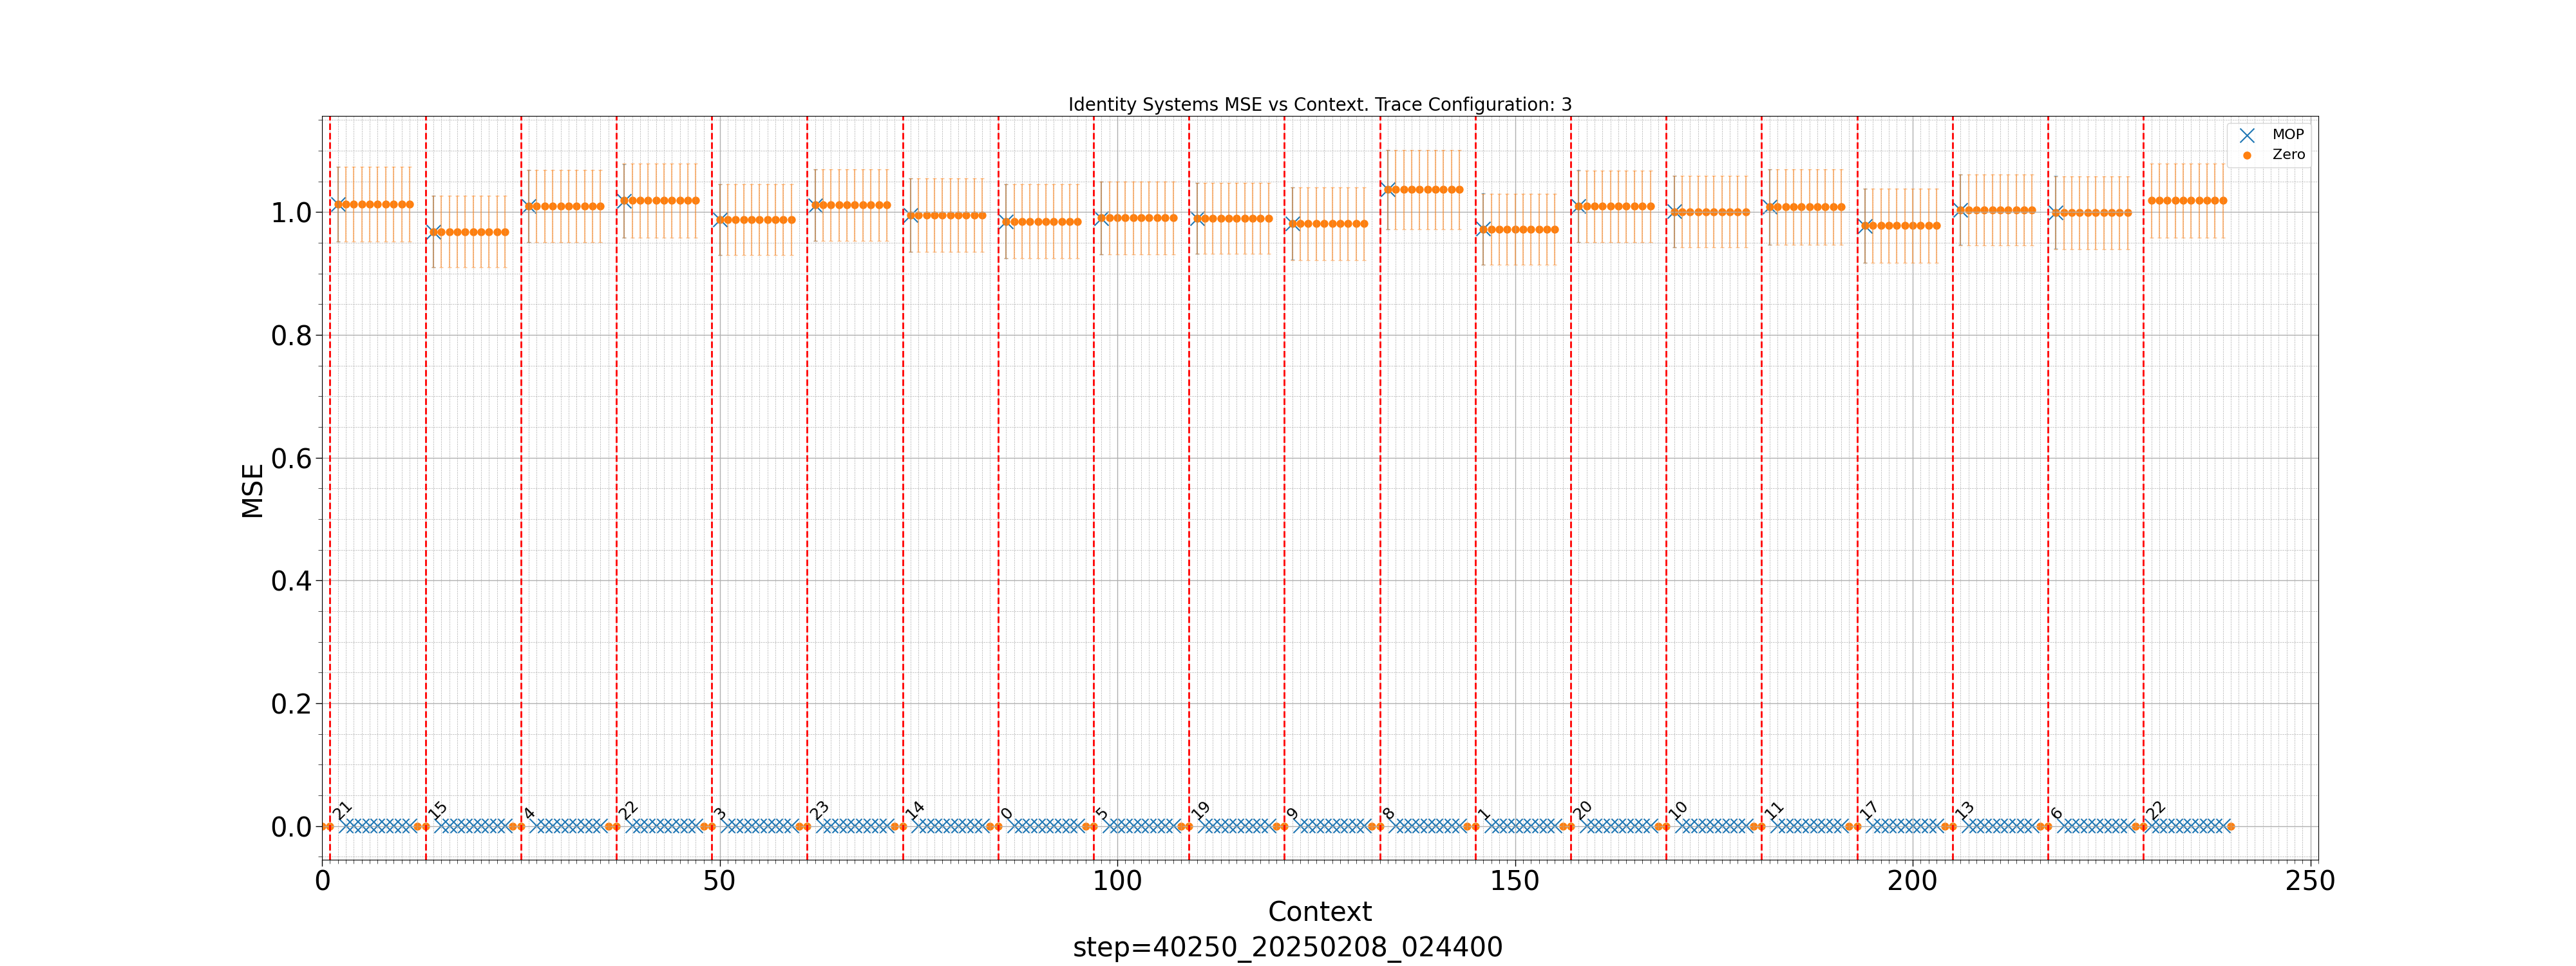 Identity Systems MSE vs Context. Trace Configuration: 3
MOP
Zero
MSE
1.0
0.8
0.6
0.4
0.2
0.0
21 15 4 22 3 23 14 0 5 19 9 8 1 20 10 11 17 13 6 22
0 50 100 150 200 250
Context
step=40250_20250208_024400